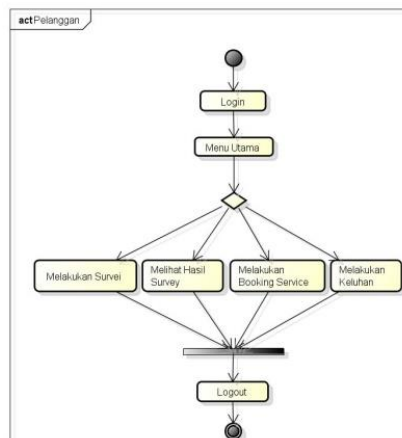 act Pelanggan
Login
Menu Utama
Melakukan Survei
Melihat Hasil
Survey
Melakukan
Booking Service
Melakukan
Keluhan
Logout